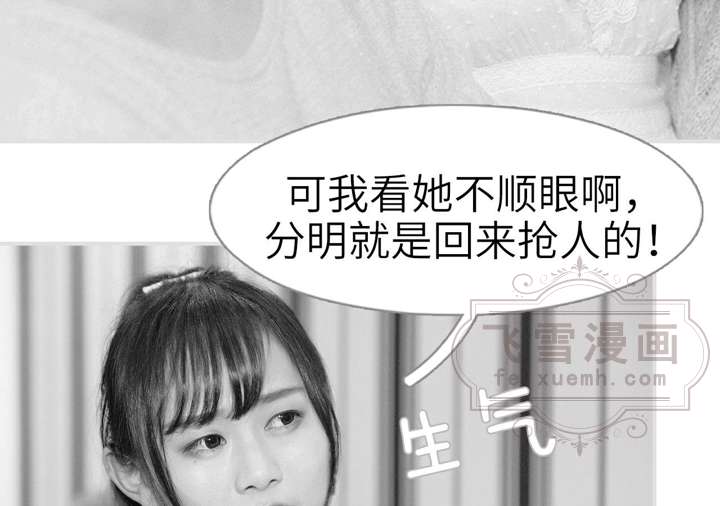 可我看她不顺眼啊，
分明就是回来抢人的！
飞雪漫画
feixuemh.com
生气